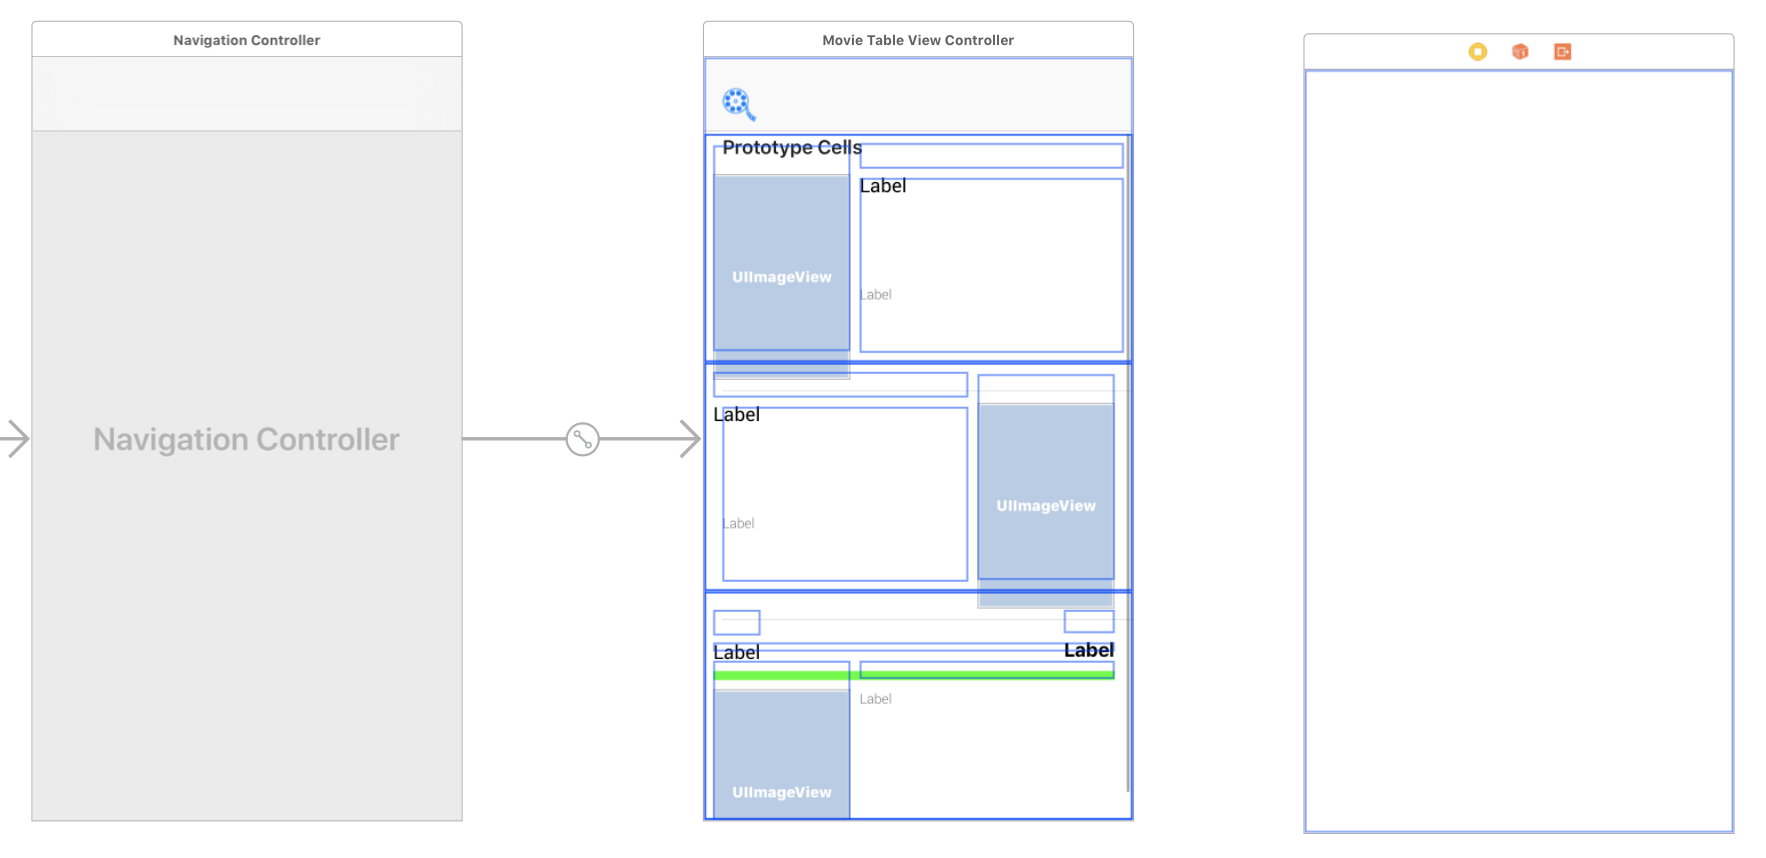 Navigation Controller
Movie Table View Controller
Prototype Cells
Label
UIImageView
Label
Navigation Controller
Label
UIImageView
Label
Label
Label
Label
UIImageView